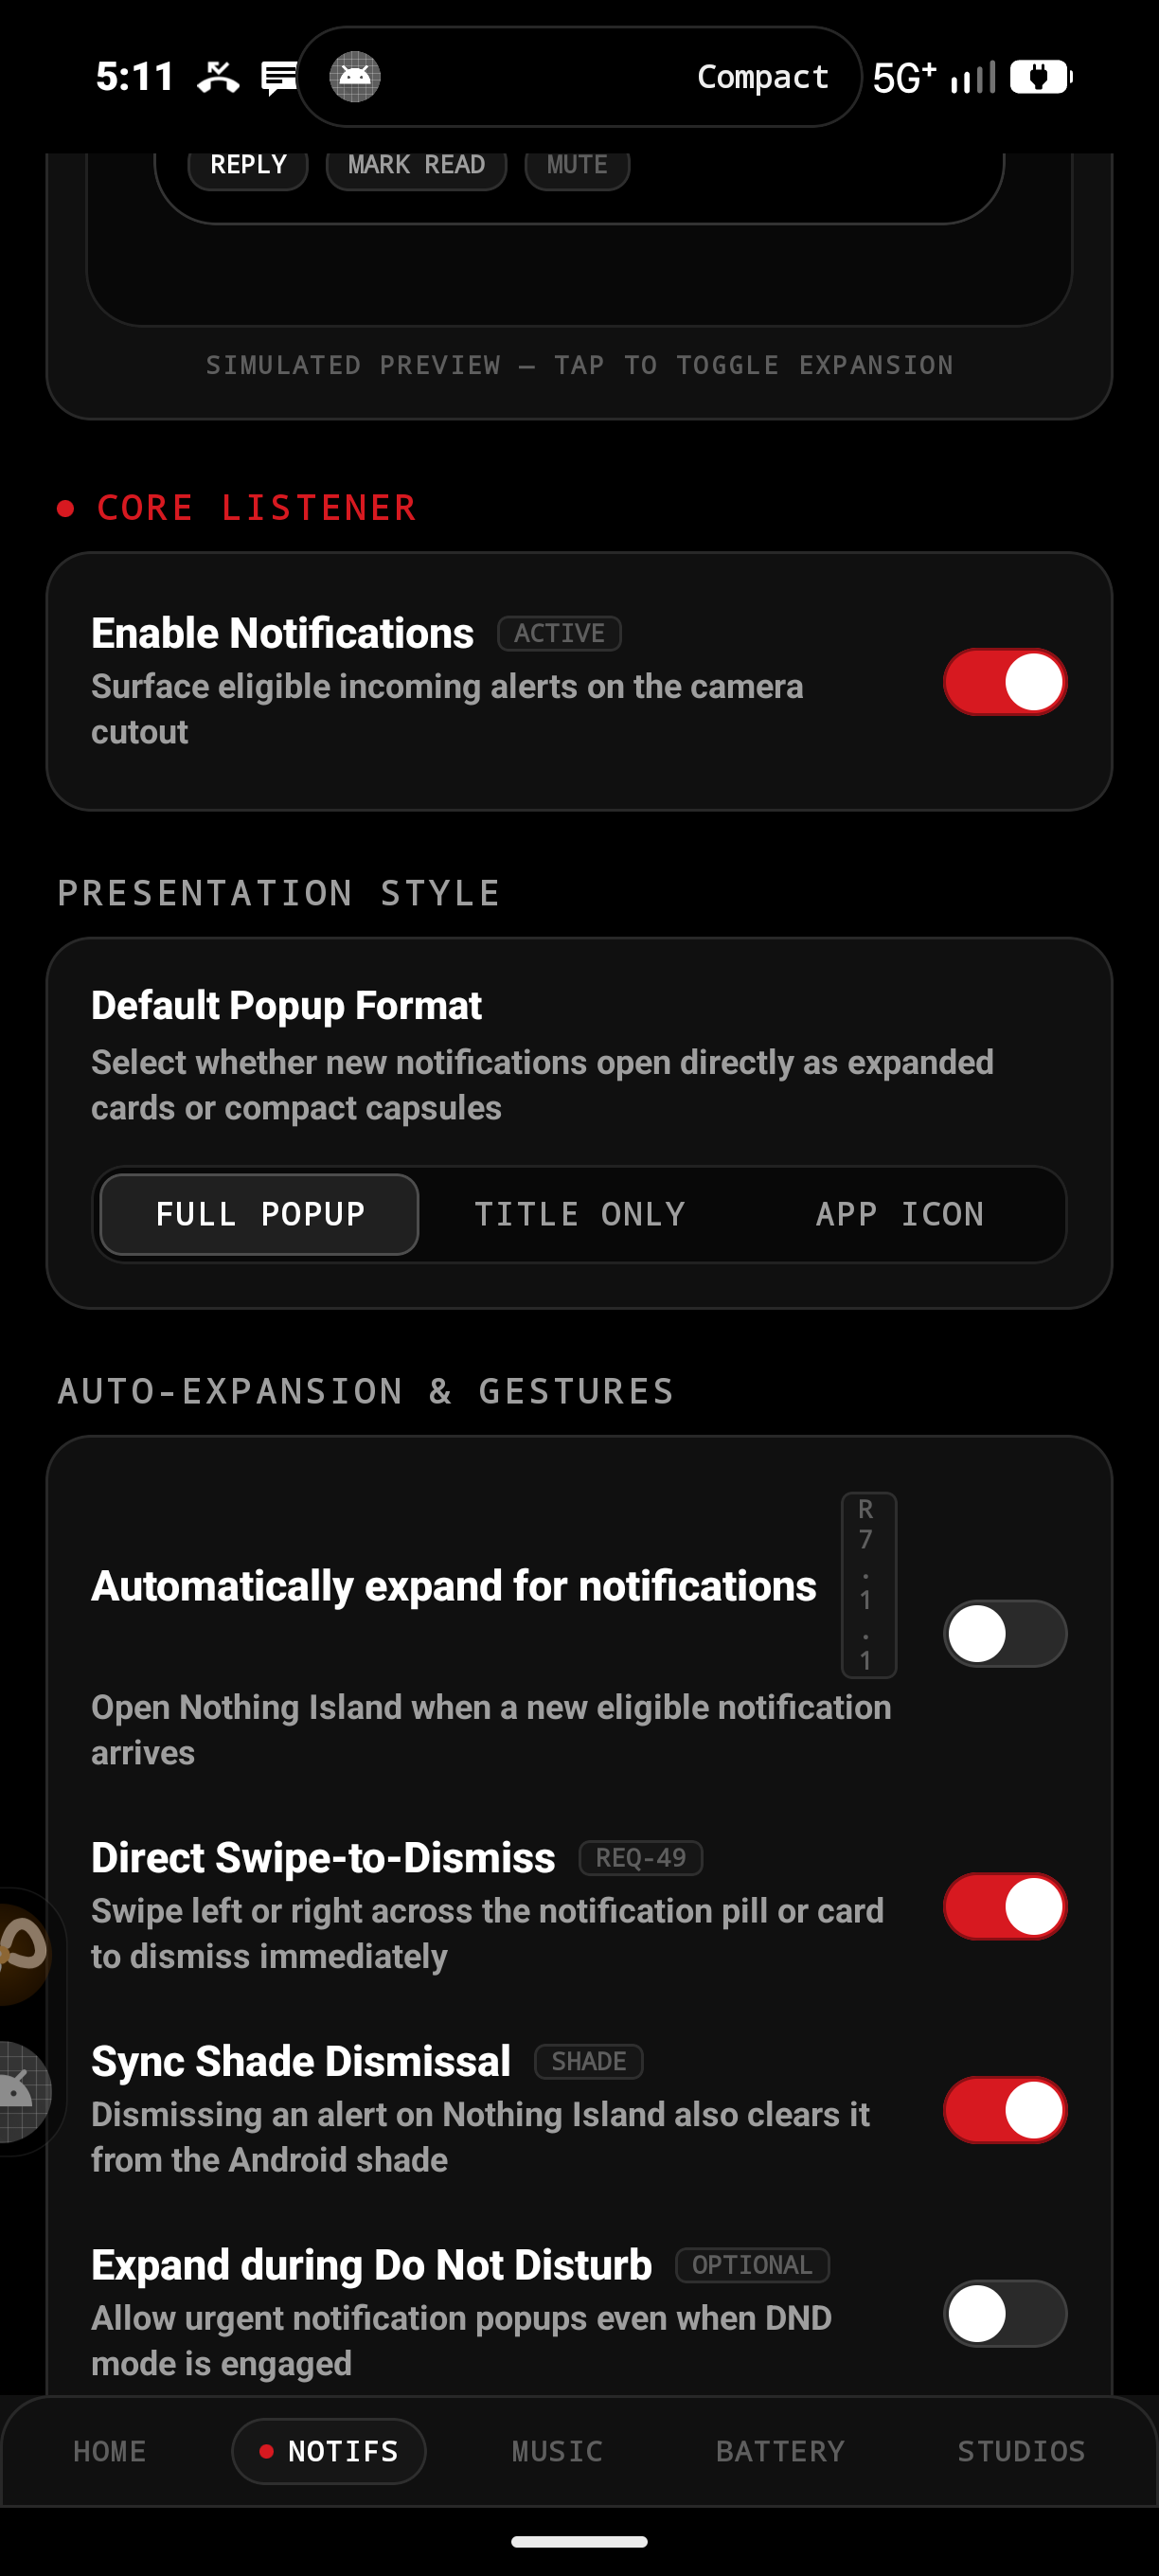 5:11
Compact
5G+
REPLY
MARK READ
MUTE
SIMULATED PREVIEW — TAP TO TOGGLE EXPANSION
CORE LISTENER
Enable Notifications ACTIVE
Surface eligible incoming alerts on the camera
cutout
PRESENTATION STYLE
Default Popup Format
Select whether new notifications open directly as expanded
cards or compact capsules
FULL POPUP
TITLE ONLY
APP ICON
AUTO-EXPANSION & GESTURES
Automatically expand for notifications
R
7
.
1
.
1
Open Nothing Island when a new eligible notification
arrives
Direct Swipe-to-Dismiss REQ-49
Swipe left or right across the notification pill or card
to dismiss immediately
Sync Shade Dismissal SHADE
Dismissing an alert on Nothing Island also clears it
from the Android shade
Expand during Do Not Disturb OPTIONAL
Allow urgent notification popups even when DND
mode is engaged
HOME
NOTIFS
MUSIC
BATTERY
STUDIOS